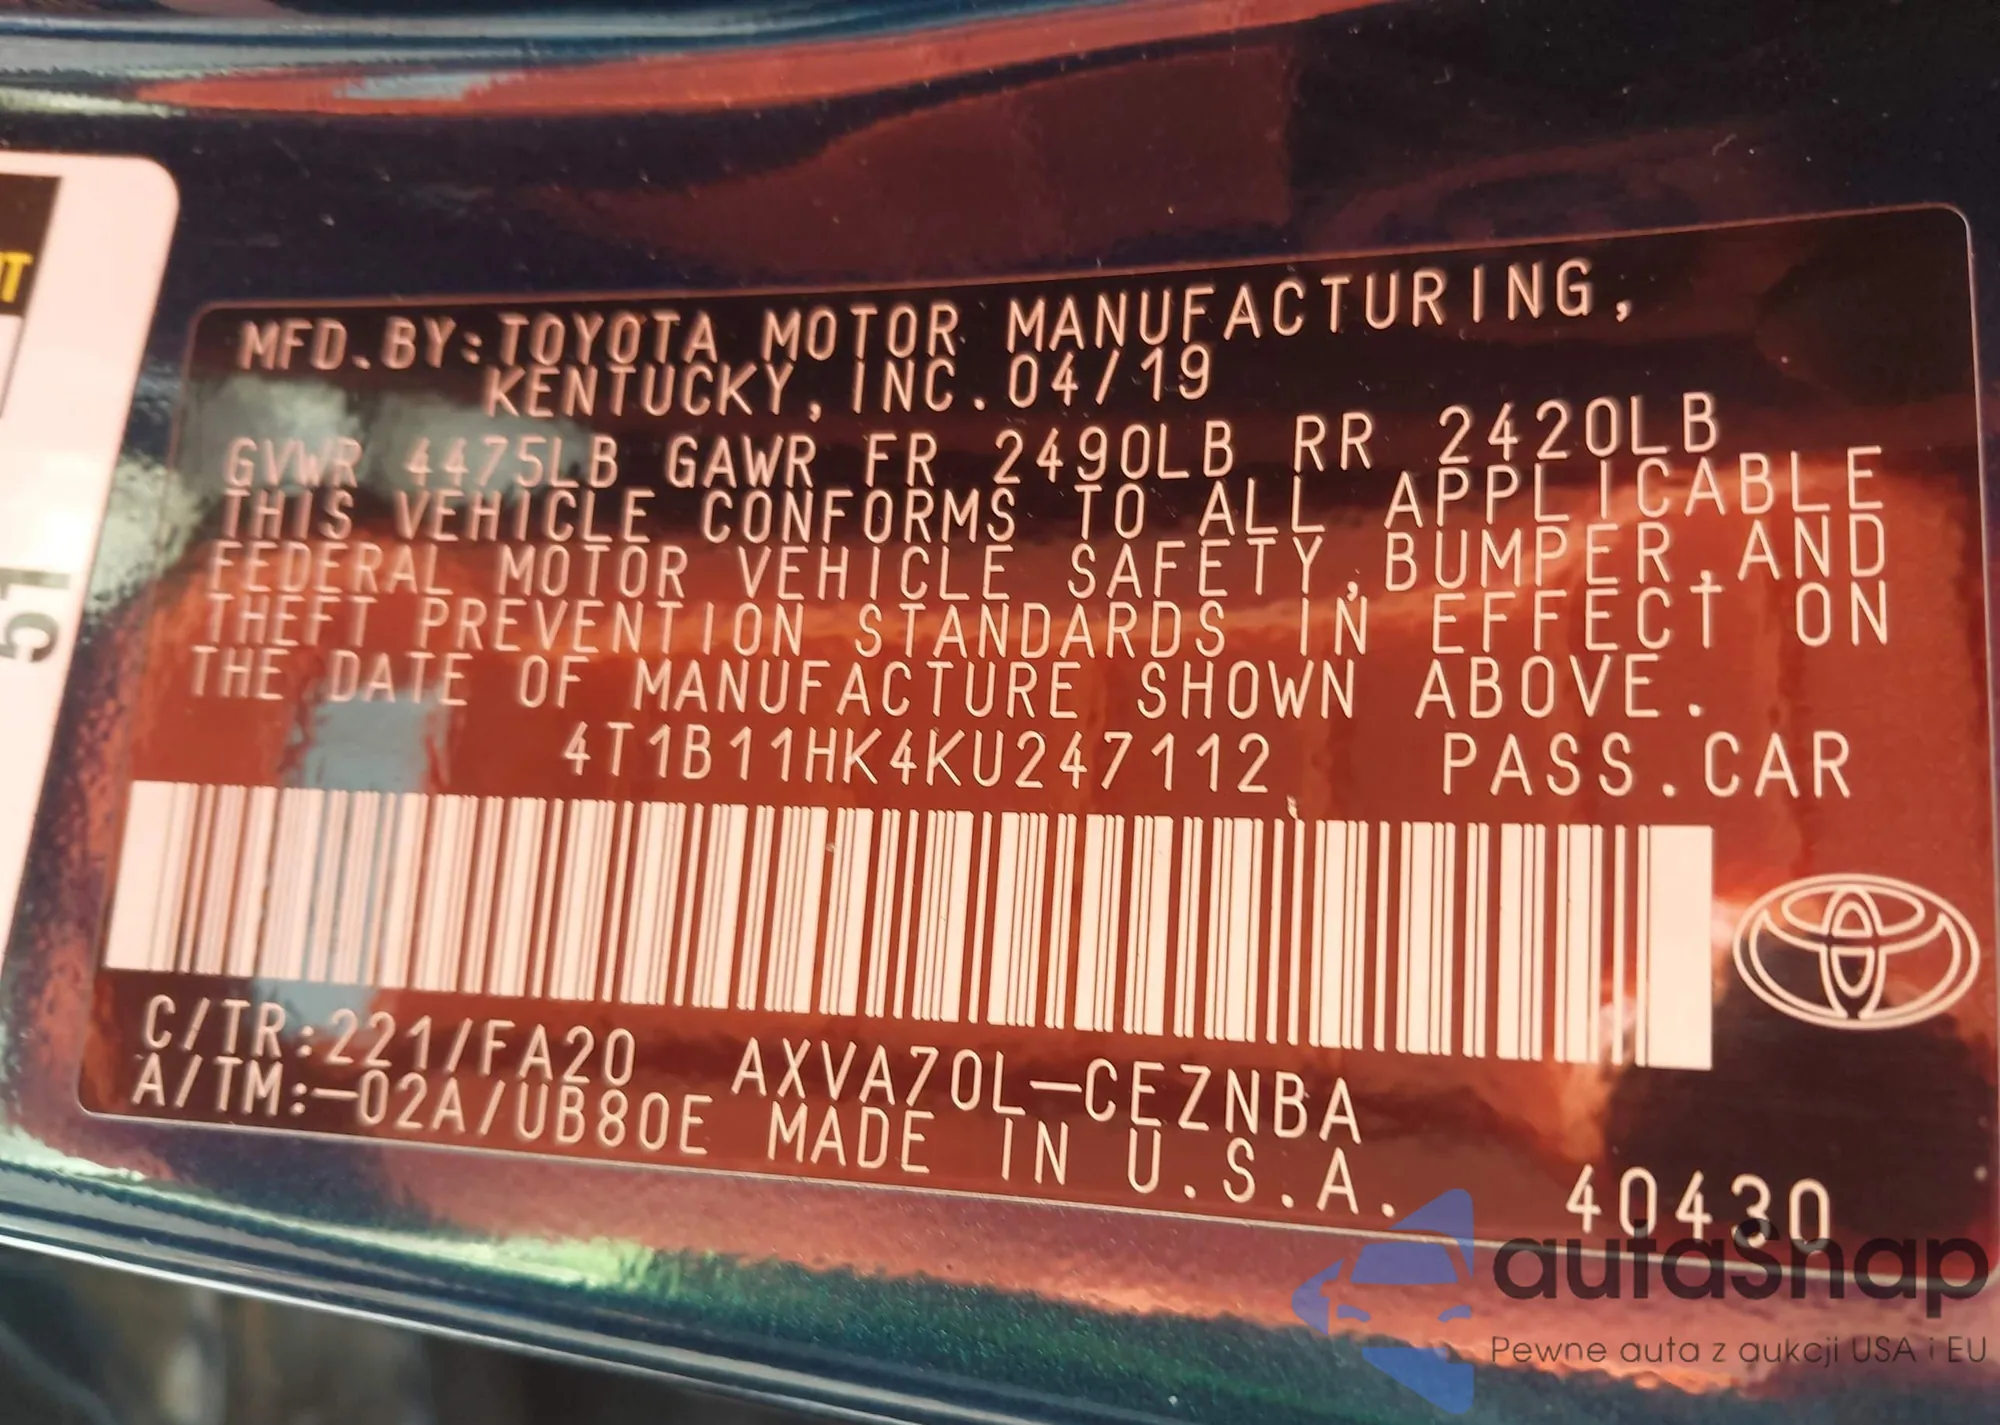 MFD.BY:TOYOTA MOTOR MANUFACTURING,
KENTUCKY, INC.04/19
GVWR 4475LB GAWR FR 2490LB RR 2420LB
THIS VEHICLE CONFORMS TO ALL APPLICABLE
FEDERAL MOTOR VEHICLE SAFETY,BUMPER,AND
THEFT PREVENTION STANDARDS IN EFFECT ON
THE DATE OF MANUFACTURE SHOWN ABOVE.
4T1B11HK4KU247112 PASS.CAR
C/TR:221/FA20 AXVA70L-CEZNBA
A/TM:-02A/UB80E MADE IN U.S.A.
40430
autaSnap
Pewne auta z aukcji USA i EU